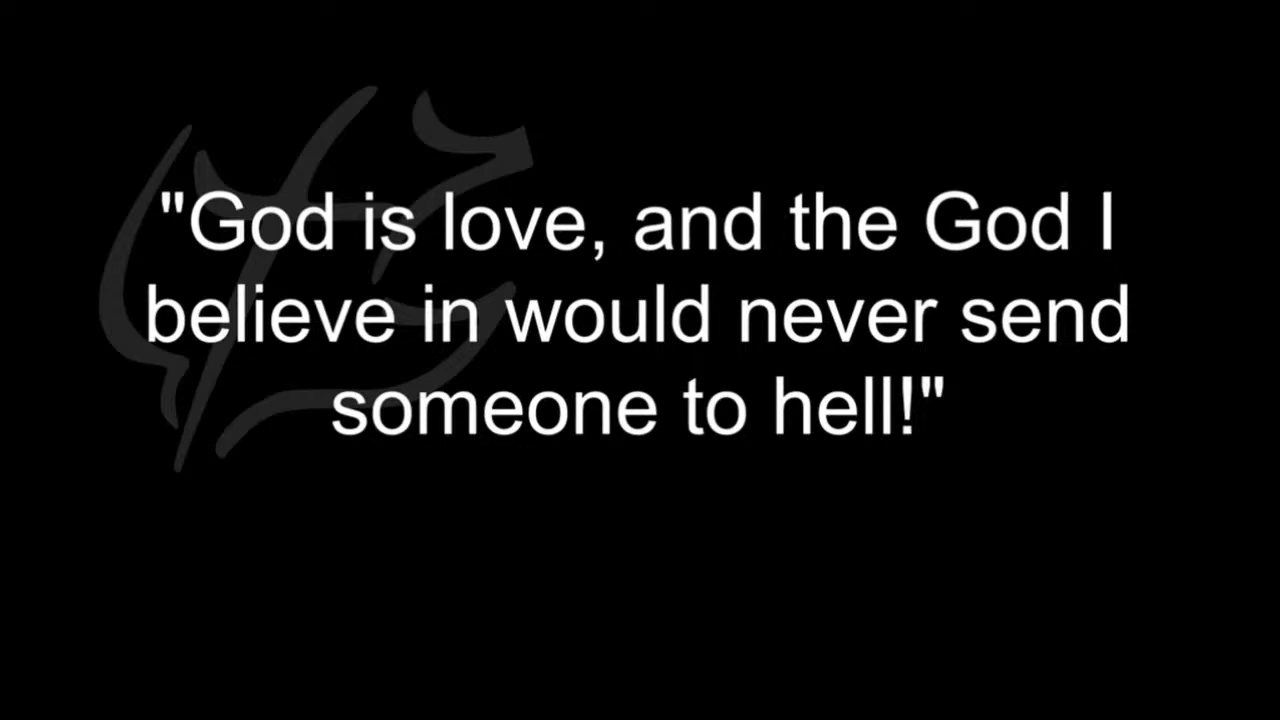 "God is love, and the God I
believe in would never send
someone to hell!"